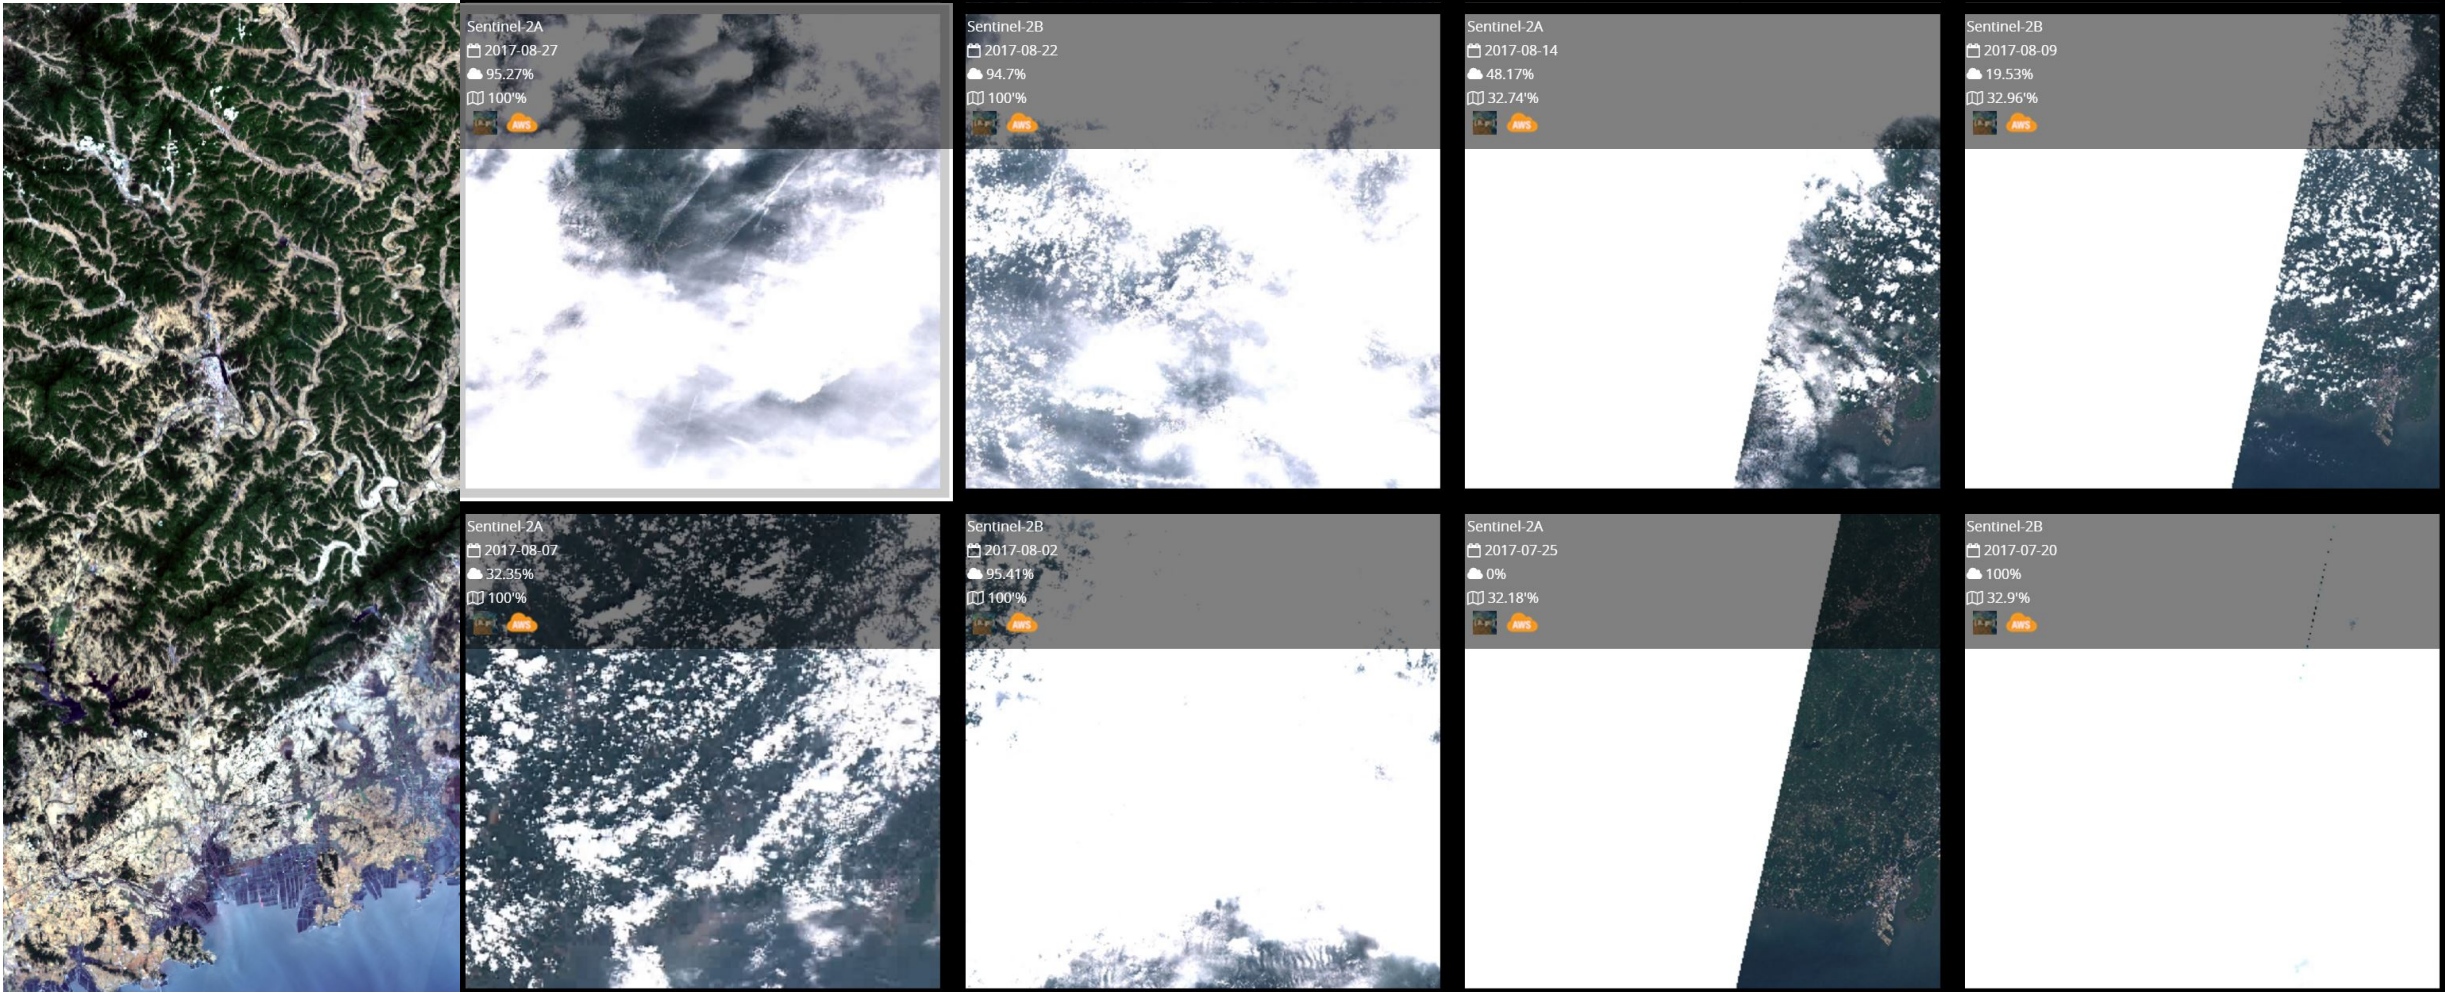 Sentinel-2A
2017-08-27
95.27%
100'%
AWS
Sentinel-2B
2017-08-22
94.7%
100'%
AWS
Sentinel-2A
2017-08-14
48.17%
32.74'%
AWS
Sentinel-2B
2017-08-09
19.53%
32.96'%
AWS
Sentinel-2A
2017-08-07
32.35%
100'%
AWS
Sentinel-2B
2017-08-02
95.41%
100'%
AWS
Sentinel-2A
2017-07-25
0%
32.18'%
AWS
Sentinel-2B
2017-07-20
100%
32.9'%
AWS